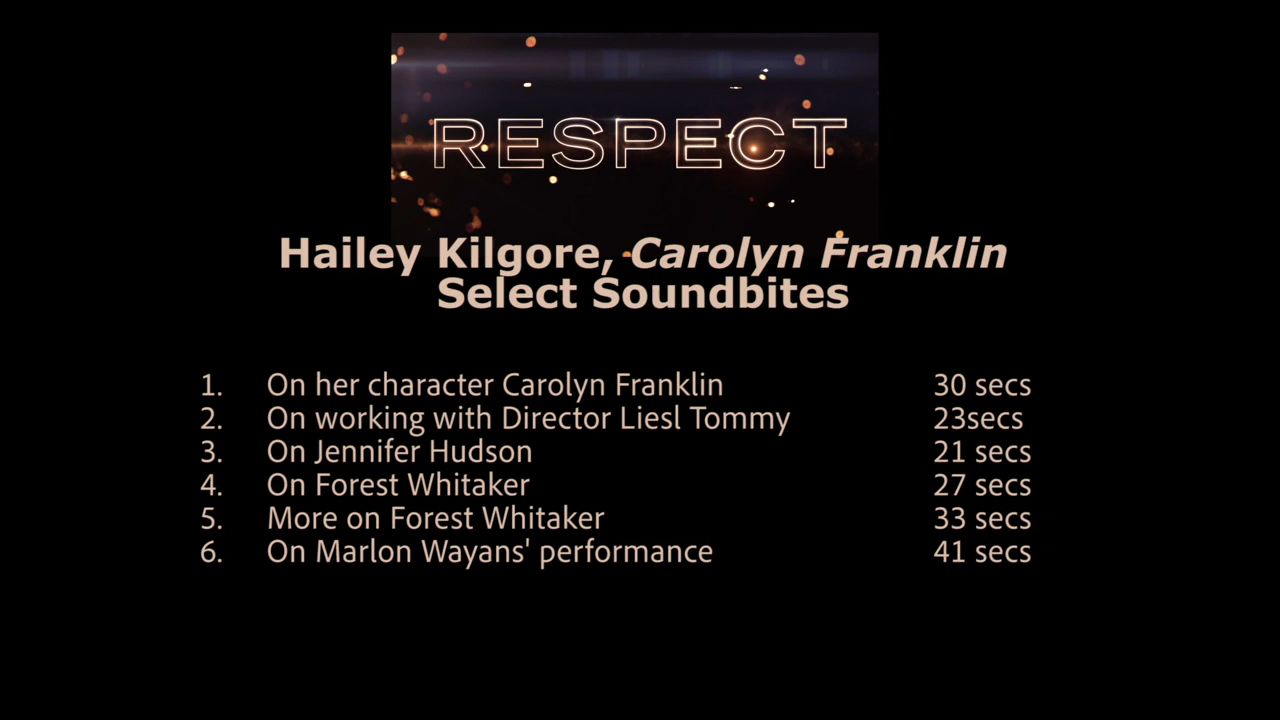 RESPECT
Hailey Kilgore, Carolyn Franklin
Select Soundbites
1. On her character Carolyn Franklin 30 secs
2. On working with Director Liesl Tommy 23secs
3. On Jennifer Hudson 21 secs
4. On Forest Whitaker 27 secs
5. More on Forest Whitaker 33 secs
6. On Marlon Wayans' performance 41 secs